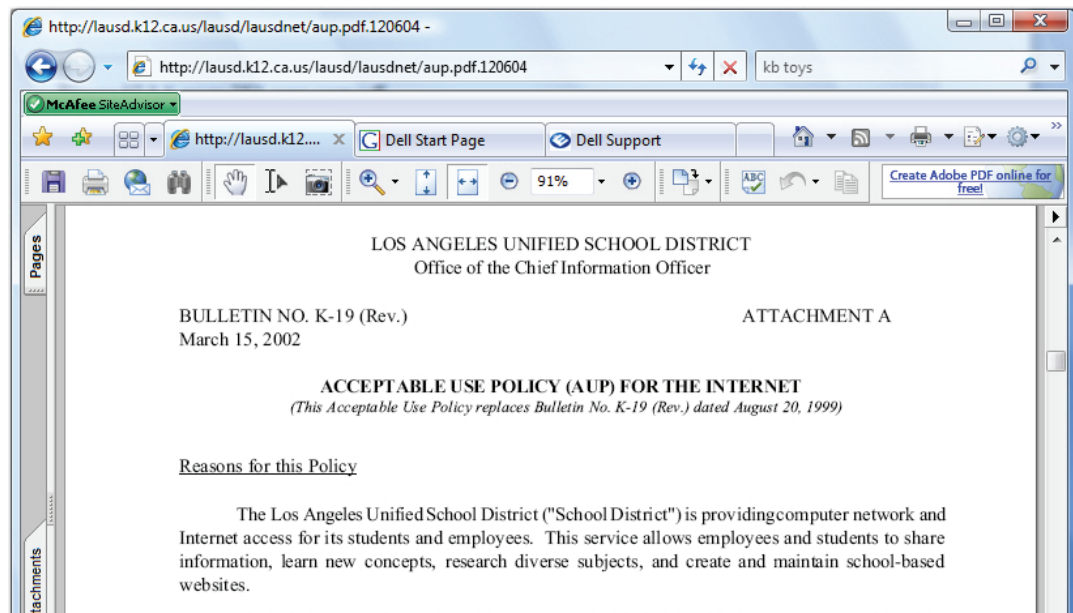 http://lausd.k12.ca.us/lausd/lausdnet/aup.pdf.120604 -
http://lausd.k12.ca.us/lausd/lausdnet/aup.pdf.120604
kb toys
McAfee SiteAdvisor
http://lausd.k12....
Dell Start Page
Dell Support
91%
Create Adobe PDF online for
free!
Pages
LOS ANGELES UNIFIED SCHOOL DISTRICT
Office of the Chief Information Officer
BULLETIN NO. K-19 (Rev.) ATTACHMENT A
March 15, 2002
ACCEPTABLE USE POLICY (AUP) FOR THE INTERNET
(This Acceptable Use Policy replaces Bulletin No. K-19 (Rev.) dated August 20, 1999)
Reasons for this Policy
The Los Angeles Unified School District ("School District") is providing computer network and
Internet access for its students and employees. This service allows employees and students to share
information, learn new concepts, research diverse subjects, and create and maintain school-based
websites.
tachments